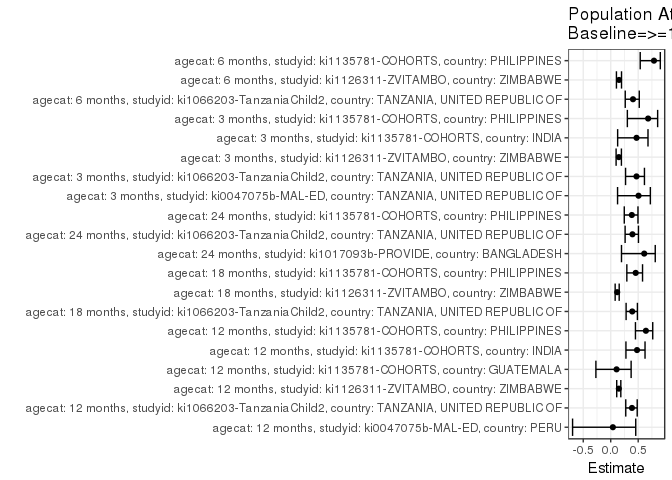 Population At
Baseline=>=1
agecat: 6 months, studyid: ki1135781-COHORTS, country: PHILIPPINES
agecat: 6 months, studyid: ki1126311-ZVITAMBO, country: ZIMBABWE
agecat: 6 months, studyid: ki1066203-TanzaniaChild2, country: TANZANIA, UNITED REPUBLIC OF
agecat: 3 months, studyid: ki1135781-COHORTS, country: PHILIPPINES
agecat: 3 months, studyid: ki1135781-COHORTS, country: INDIA
agecat: 3 months, studyid: ki1126311-ZVITAMBO, country: ZIMBABWE
agecat: 3 months, studyid: ki1066203-TanzaniaChild2, country: TANZANIA, UNITED REPUBLIC OF
agecat: 3 months, studyid: ki0047075b-MAL-ED, country: TANZANIA, UNITED REPUBLIC OF
agecat: 24 months, studyid: ki1135781-COHORTS, country: PHILIPPINES
agecat: 24 months, studyid: ki1066203-TanzaniaChild2, country: TANZANIA, UNITED REPUBLIC OF
agecat: 24 months, studyid: ki1017093b-PROVIDE, country: BANGLADESH
agecat: 18 months, studyid: ki1135781-COHORTS, country: PHILIPPINES
agecat: 18 months, studyid: ki1126311-ZVITAMBO, country: ZIMBABWE
agecat: 18 months, studyid: ki1066203-TanzaniaChild2, country: TANZANIA, UNITED REPUBLIC OF
agecat: 12 months, studyid: ki1135781-COHORTS, country: PHILIPPINES
agecat: 12 months, studyid: ki1135781-COHORTS, country: INDIA
agecat: 12 months, studyid: ki1135781-COHORTS, country: GUATEMALA
agecat: 12 months, studyid: ki1126311-ZVITAMBO, country: ZIMBABWE
agecat: 12 months, studyid: ki1066203-TanzaniaChild2, country: TANZANIA, UNITED REPUBLIC OF
agecat: 12 months, studyid: ki0047075b-MAL-ED, country: PERU
-0.5 0.0 0.5
Estimate